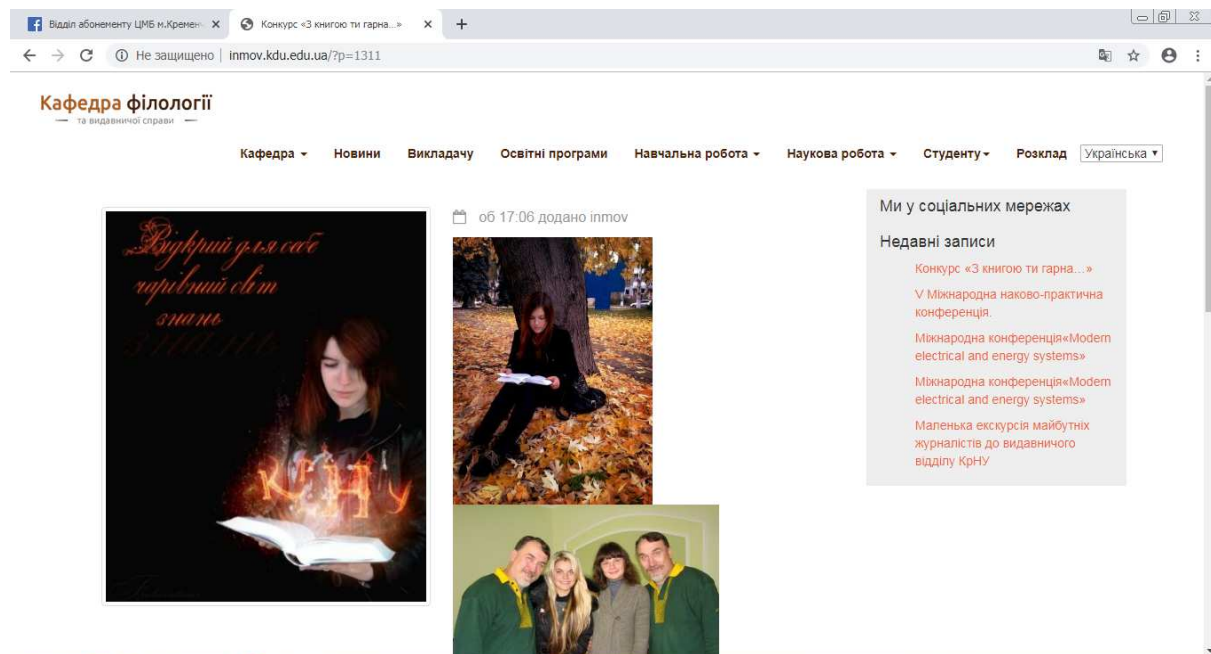 Відділ абонементу ЦМБ м.Кремен
Конкурс «З книгою ти гарна...»
Не защищено | inmov.kdu.edu.ua/?p=1311
Кафедра філології
та видавничої справи
Кафедра
Новини
Викладачу
Освітні програми
Навчальна робота
Наукова робота
Студенту
Розклад
Українська
Відкрий для себе
чарівний світ
знань
З КНУ
КрНУ
об 17:06 додано inmov
Ми у соціальних мережах
Недавні записи
Конкурс «З книгою ти гарна…»
V Міжнародна наково-практична
конференція.
Міжнародна конференція«Modern
electrical and energy systems»
Міжнародна конференція«Modern
electrical and energy systems»
Маленька екскурсія майбутніх
журналістів до видавничого
відділу КрНУ